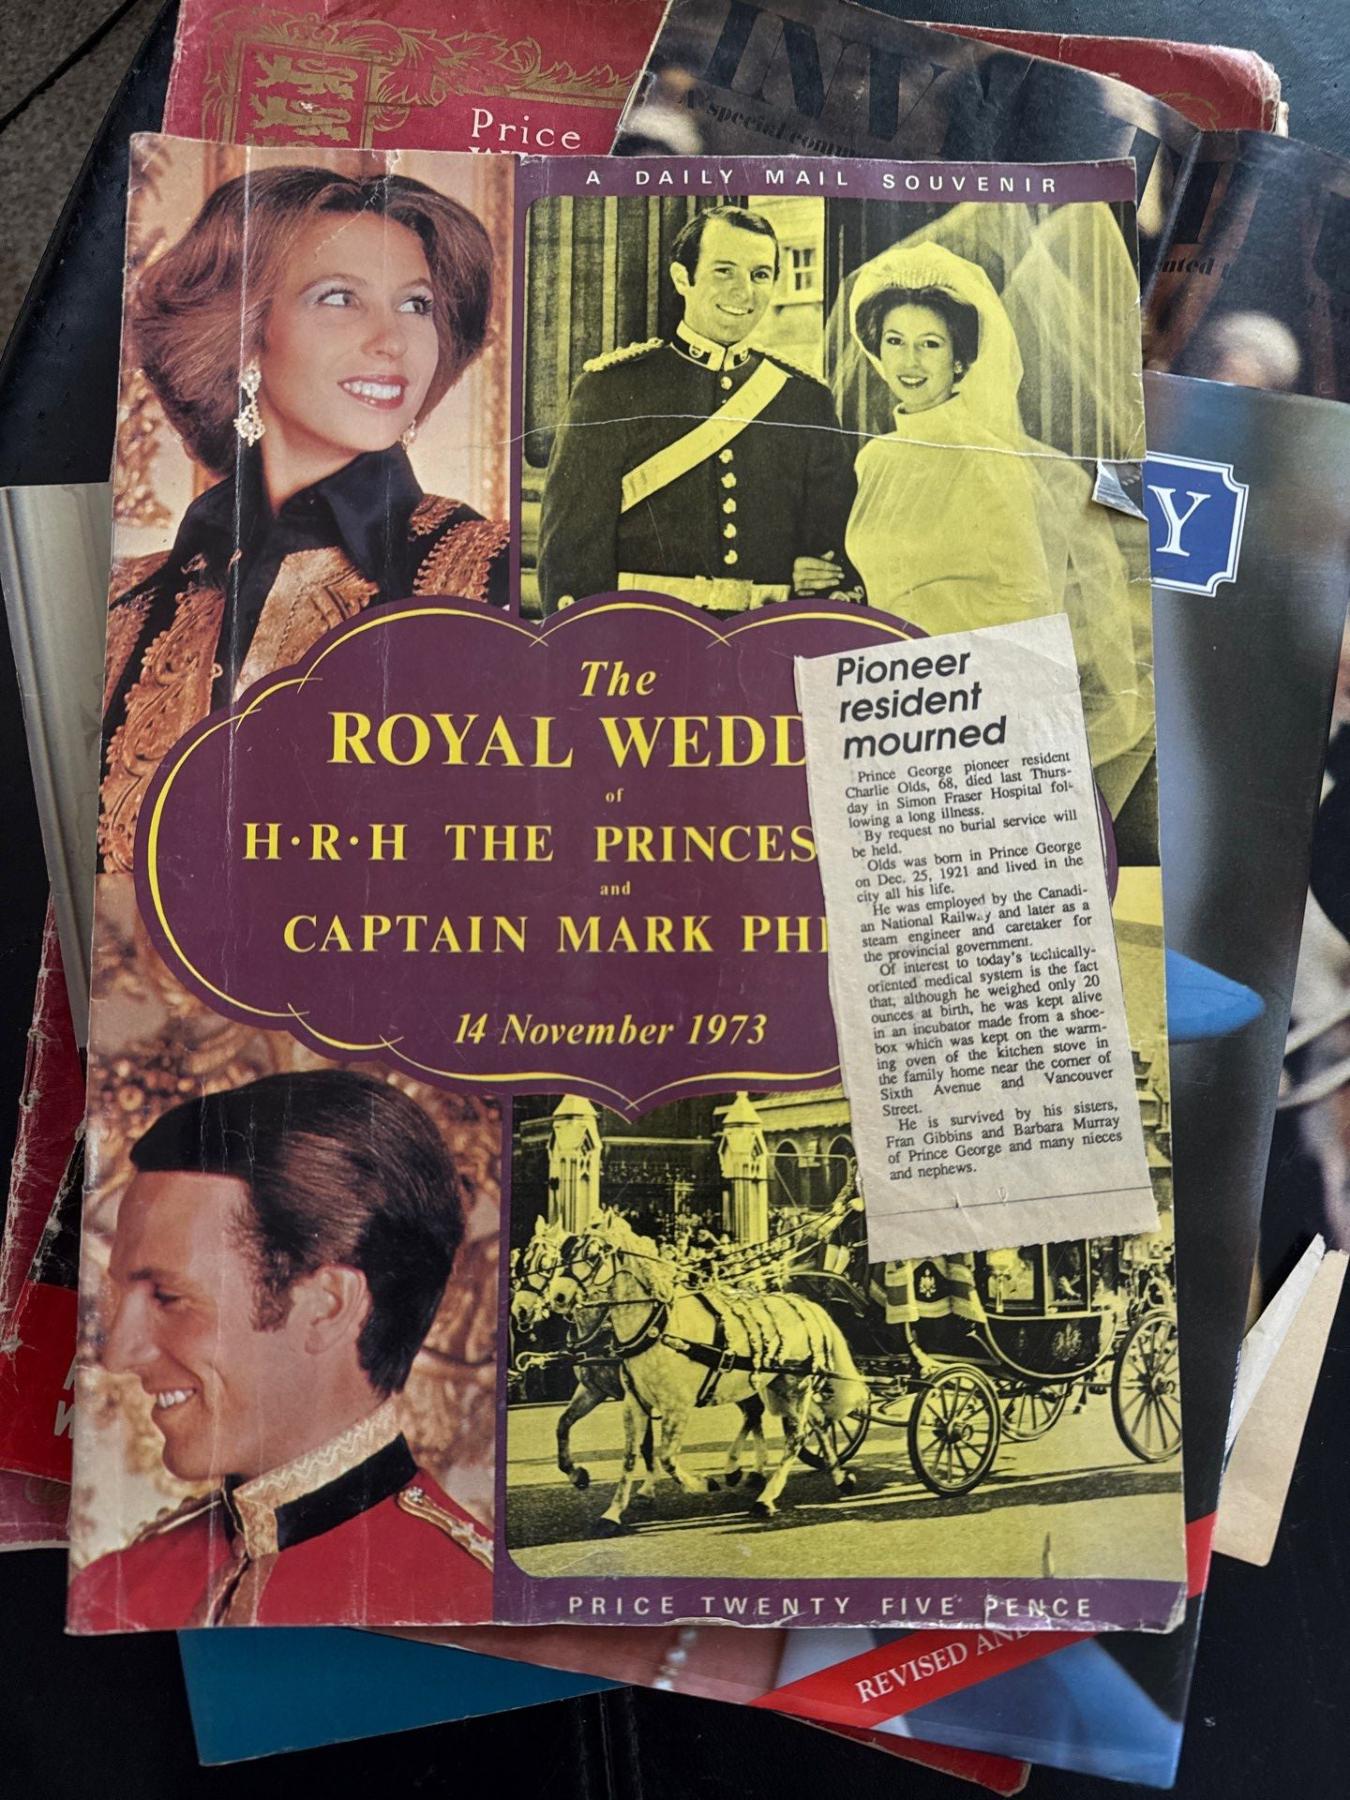 Price
INV
A special comm
A DAILY MAIL SOUVENIR
Y
The
ROYAL WEDD
of
H·R·H THE PRINCES
and
CAPTAIN MARK PHI
14 November 1973
Pioneer
resident
mourned
Prince George pioneer resident
Charlie Olds, 68, died last Thurs-
day in Simon Fraser Hospital fol-
lowing a long illness.
By request no burial service will
be held.
Olds was born in Prince George
on Dec. 25, 1921 and lived in the
city all his life.
He was employed by the Canadi-
an National Railway and later as a
steam engineer and caretaker for
the provincial government.
Of interest to today's techically-
oriented medical system is the fact
that, although he weighed only 20
ounces at birth, he was kept alive
in an incubator made from a shoe-
box which was kept on the warm-
ing oven of the kitchen stove in
the family home near the corner of
Sixth Avenue and Vancouver
Street.
He is survived by his sisters,
Fran Gibbins and Barbara Murray
of Prince George and many nieces
and nephews.
PRICE TWENTY FIVE PENCE
REVISED AND